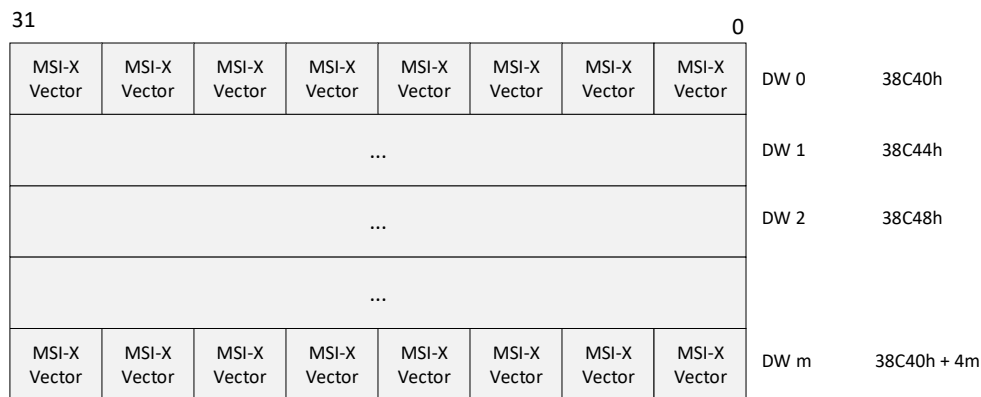 31 0
MSI-X MSI-X MSI-X MSI-X MSI-X MSI-X MSI-X MSI-X
Vector Vector Vector Vector Vector Vector Vector Vector DW 0 38C40h
... DW 1 38C44h
... DW 2 38C48h
...
MSI-X MSI-X MSI-X MSI-X MSI-X MSI-X MSI-X MSI-X
Vector Vector Vector Vector Vector Vector Vector Vector DW m 38C40h + 4m